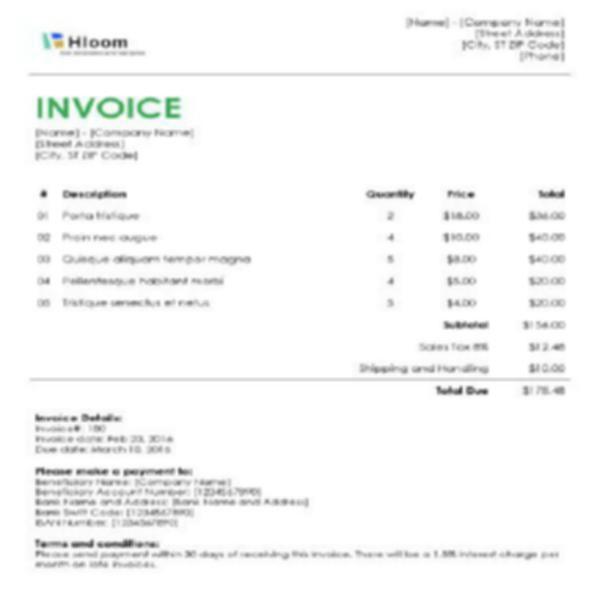 Hloom
[Name] - [Company Name]
[Street Address]
[City, ST ZIP Code]
[Phone]
INVOICE
[Name] - [Company Name]
[Street Address]
[City, ST ZIP Code]
# Description Quantity Price Total
01 Porta tristique 2 $18.00 $36.00
02 Proin nec augue 4 $10.00 $40.00
03 Quisque aliquam tempor magna 5 $8.00 $40.00
04 Pellentesque habitant morbi 4 $5.00 $20.00
05 Tristique senectus et netus $4.00 $20.00
Subtotal $156.00
Sales Tax 8% $12.48
Shipping and Handling $10.00
Total Due $178.48
Invoice Details:
Invoice#: 180
Invoice date: Feb 23, 2016
Due date: March 10, 2016
Please make a payment to:
Beneficiary Name: [Company Name]
Beneficiary Account Number: [1234567890]
Bank Name and Address: [Bank Name and Address]
Bank Swift Code: [1234567890]
IBAN Number: [1234567890]
Terms and conditions:
Please send payment within 30 days of receiving this invoice. There will be a 1.5% interest charge per
month on late invoices.